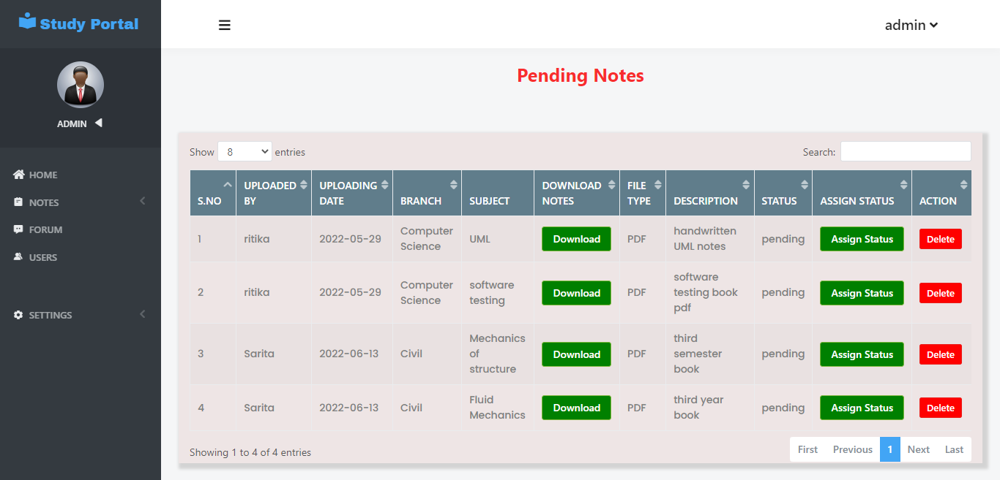 Study Portal
admin
ADMIN
HOME
NOTES
FORUM
USERS
SETTINGS
Pending Notes
Show 8 entries
Search:
S.NO UPLOADED BY UPLOADING DATE BRANCH SUBJECT DOWNLOAD NOTES FILE TYPE DESCRIPTION STATUS ASSIGN STATUS ACTION
1 ritika 2022-05-29 Computer Science UML Download PDF handwritten UML notes pending Assign Status Delete
2 ritika 2022-05-29 Computer Science software testing Download PDF software testing book pdf pending Assign Status Delete
3 Sarita 2022-06-13 Civil Mechanics of structure Download PDF third semester book pending Assign Status Delete
4 Sarita 2022-06-13 Civil Fluid Mechanics Download PDF third year book pending Assign Status Delete
Showing 1 to 4 of 4 entries
First Previous 1 Next Last